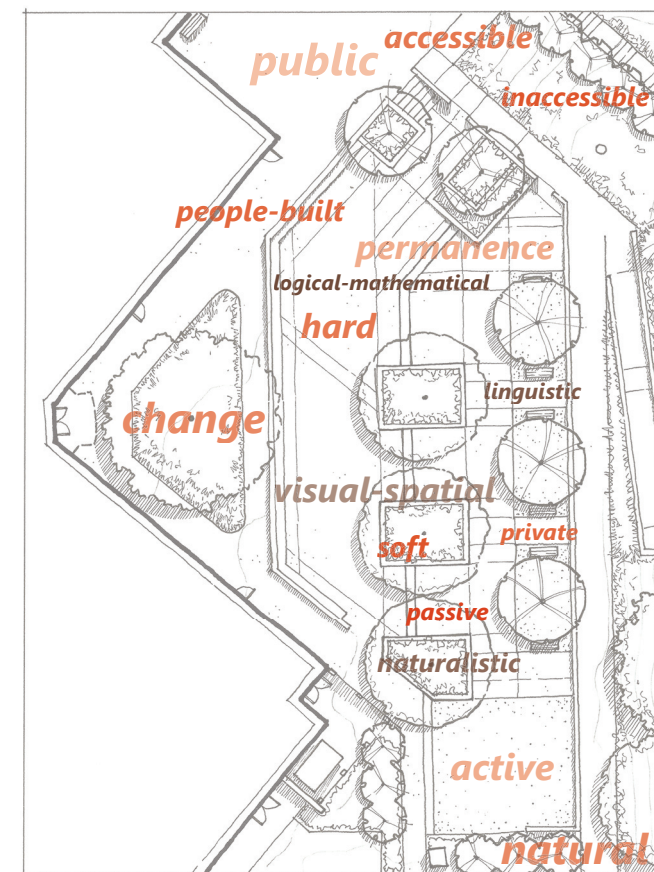 accessible
public
inaccessible
people-built
permanence
logical-mathematical
hard
linguistic
change
visual-spatial
private
soft
passive
naturalistic
active
natural